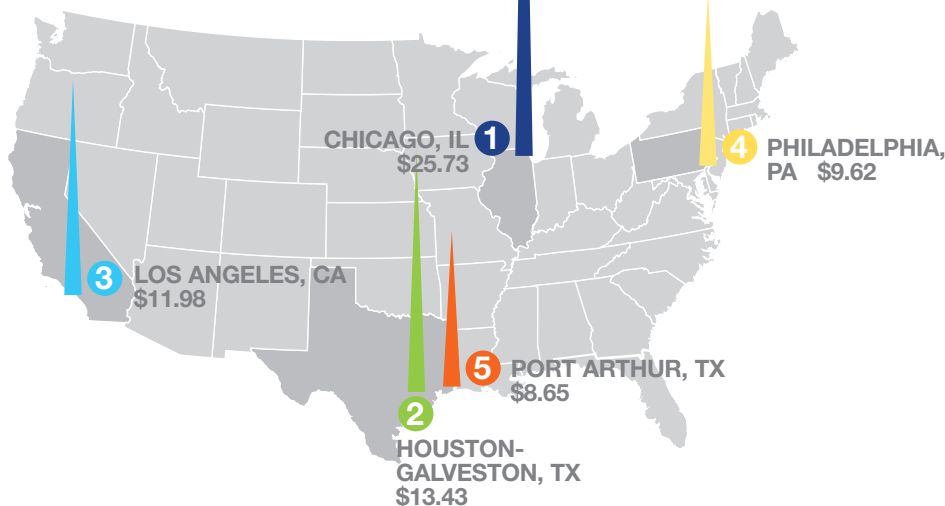 1
CHICAGO, IL
$25.73
4
PHILADELPHIA,
PA $9.62
3
LOS ANGELES, CA
$11.98
5
PORT ARTHUR, TX
$8.65
2
HOUSTON-
GALVESTON, TX
$13.43